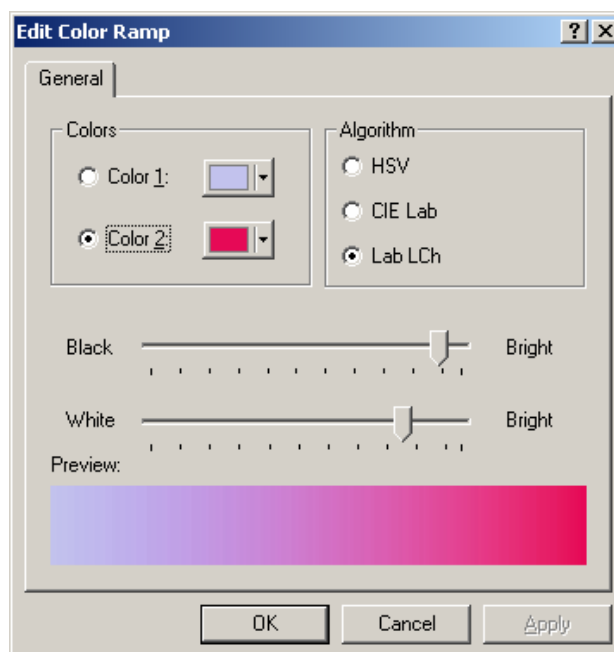 Edit Color Ramp
General
Colors
Color 1:
Color 2:
Algorithm
HSV
CIE Lab
Lab LCh
Black Bright
White Bright
Preview:
OK Cancel Apply